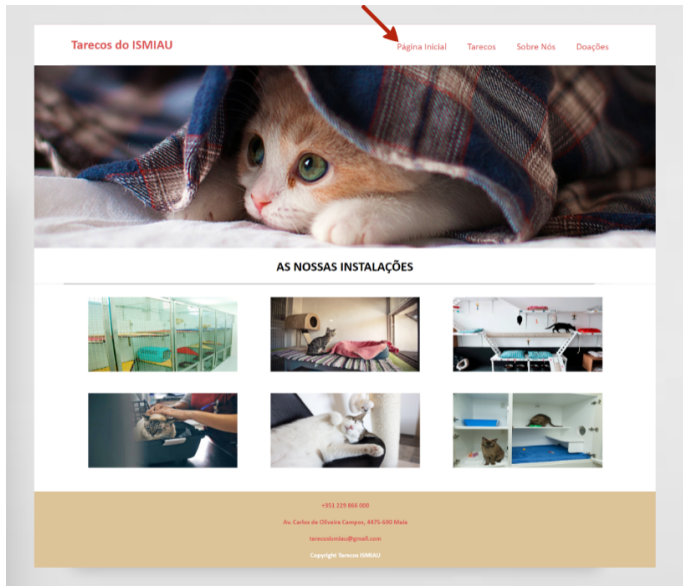 Tarecos do ISMIAU
Página Inicial Tarecos Sobre Nós Doações
AS NOSSAS INSTALAÇÕES
+351 229 866 000
Av. Carlos de Oliveira Campos, 4475-690 Maia
tarecosismiau@gmail.com
Copyright Tarecos ISMIAU